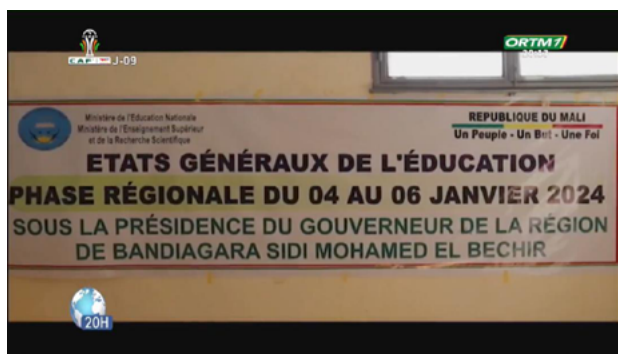 CAF
J-09
ORTM1
Ministère de l'Education Nationale
Ministère de l'Enseignement Supérieur
et de la Recherche Scientifique
REPUBLIQUE DU MALI
Un Peuple - Un But - Une Foi
ETATS GÉNÉRAUX DE L'ÉDUCATION
PHASE RÉGIONALE DU 04 AU 06 JANVIER 2024
SOUS LA PRÉSIDENCE DU GOUVERNEUR DE LA RÉGION
DE BANDIAGARA SIDI MOHAMED EL BECHIR
20H